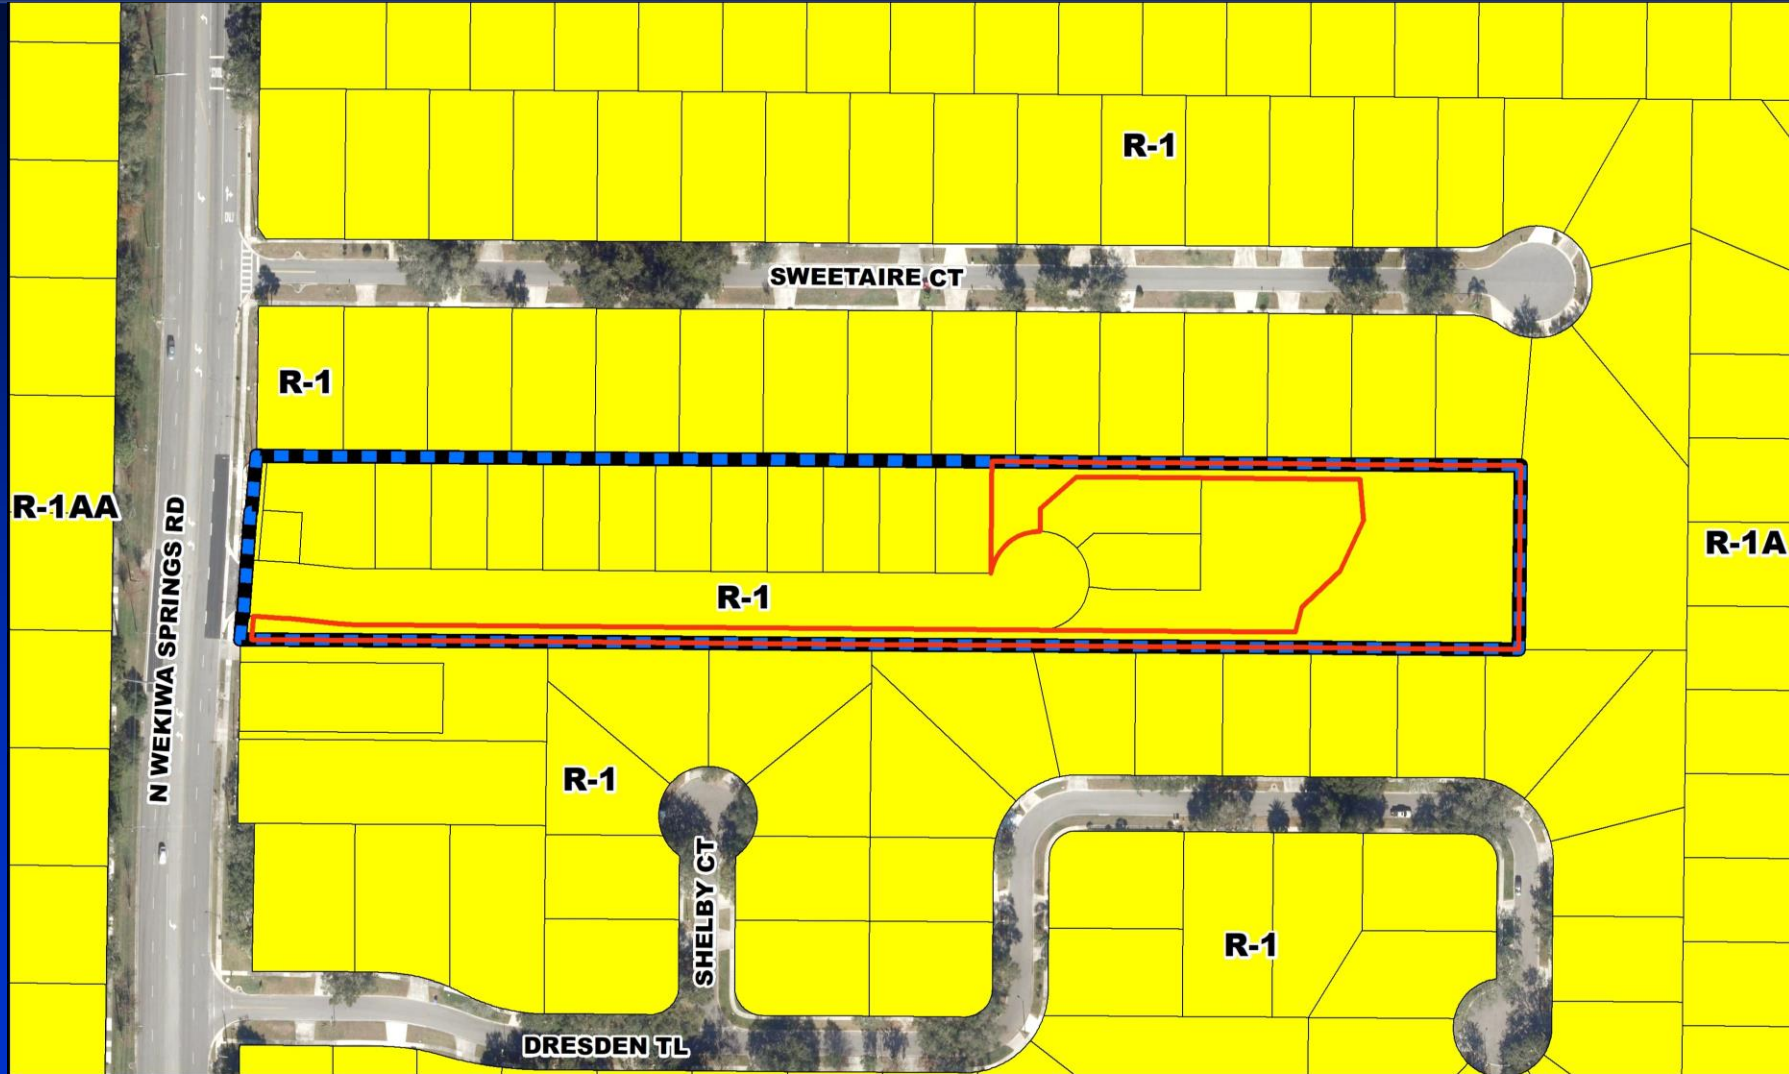 R-1
SWEETAIRE CT
R-1
R-1AA
N WEKIWA SPRINGS RD
R-1A
R-1
R-1
SHELBY CT
R-1
DRESDEN TL